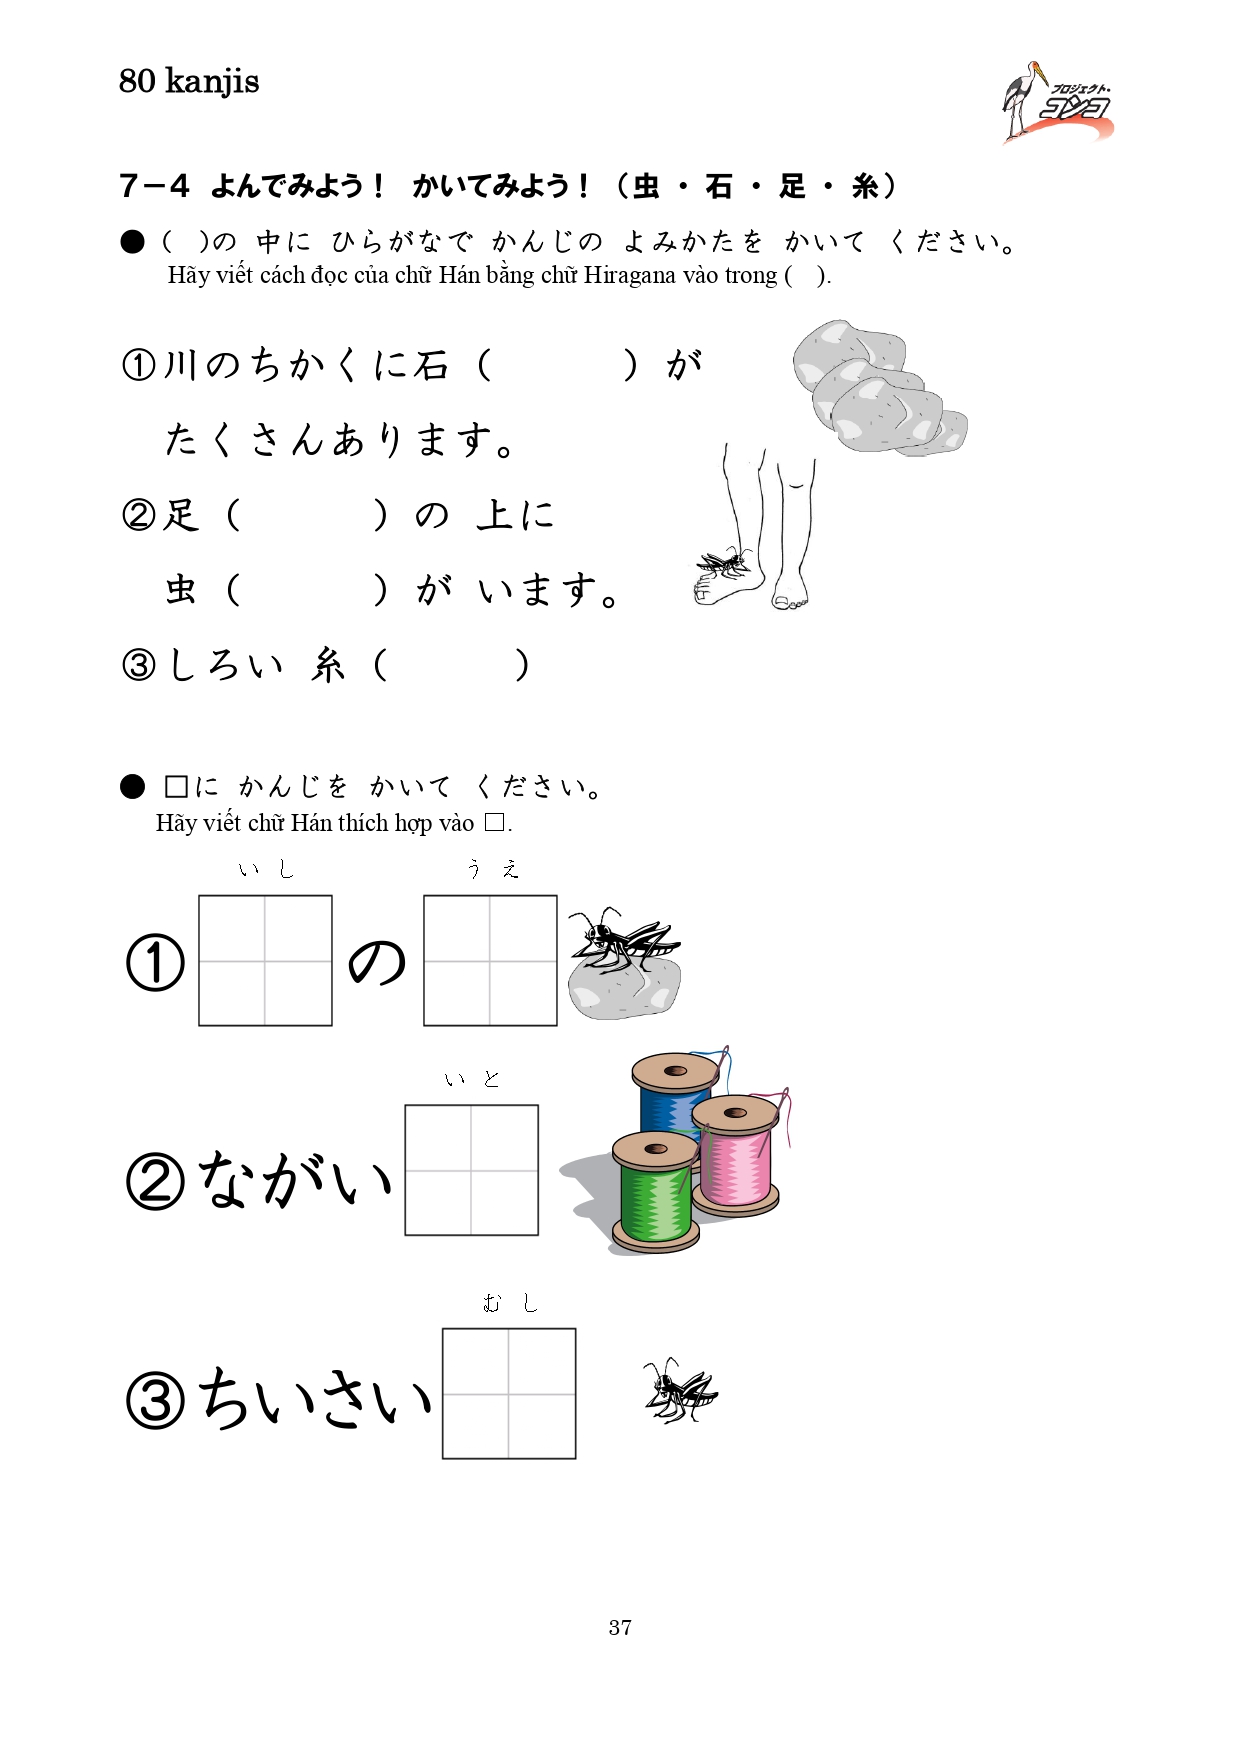 80 kanjis
プロジェクト・
コンコ
7－4 よんでみよう！ かいてみよう！（虫・石・足・糸）
● ( )の 中に ひらがなで かんじの よみかたを かいて ください。
Hãy viết cách đọc của chữ Hán bằng chữ Hiragana vào trong ( ).
①川のちかくに石（ ）が
たくさんあります。
②足（ ）の 上に
虫（ ）が います。
③しろい 糸（ ）
● □に かんじを かいて ください。
Hãy viết chữ Hán thích hợp vào □.
いし うえ
① の
いと
②ながい
むし
③ちいさい
37